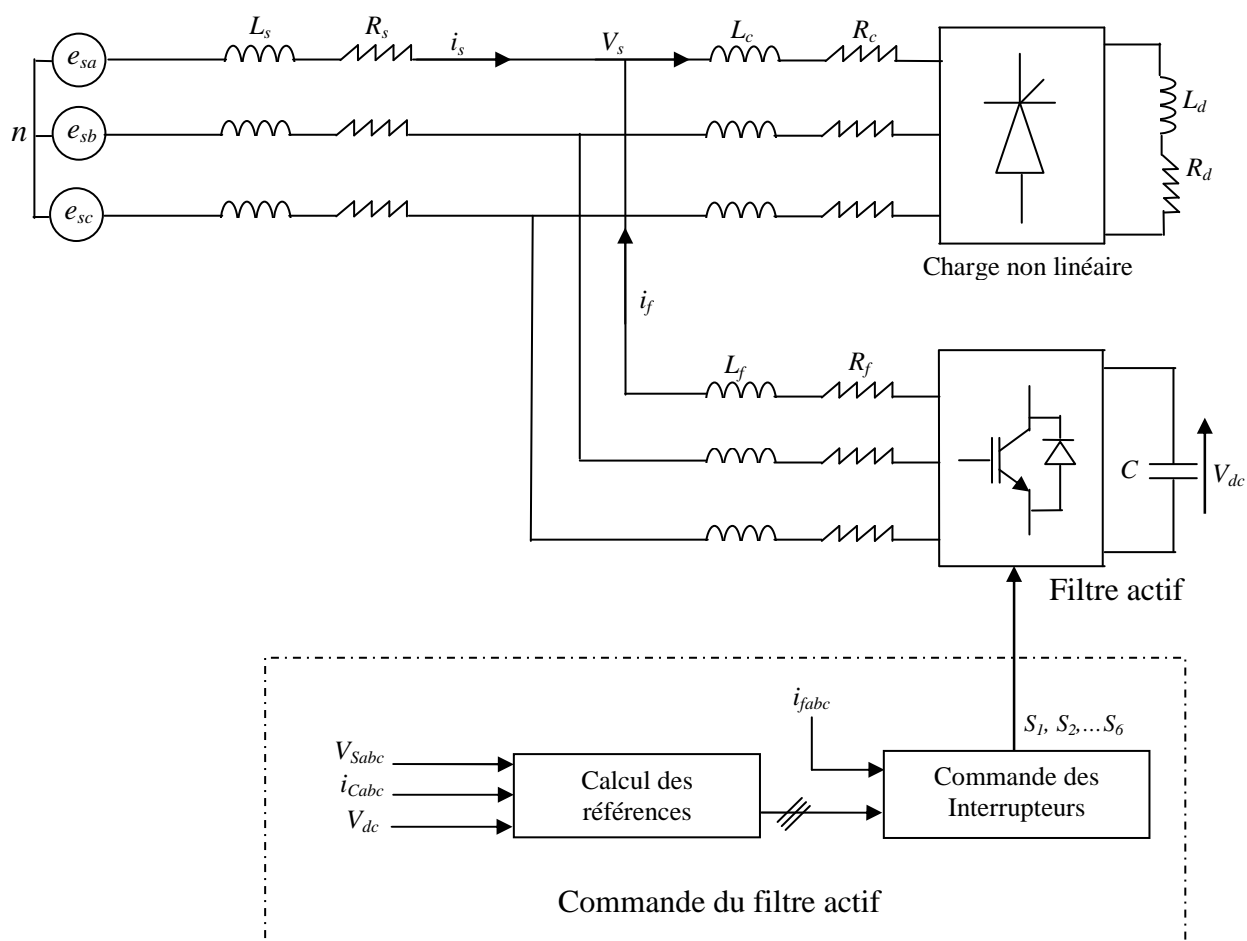 Ls Rs is Vs Lc Rc
esa
Ld
n esb
Rd
esc
Charge non linéaire
if
Lf Rf
C Vdc
Filtre actif
ifabc
S1, S2,…S6
VSabc
iCabc
Vdc
Calcul des
références
Commande des
Interrupteurs
Commande du filtre actif